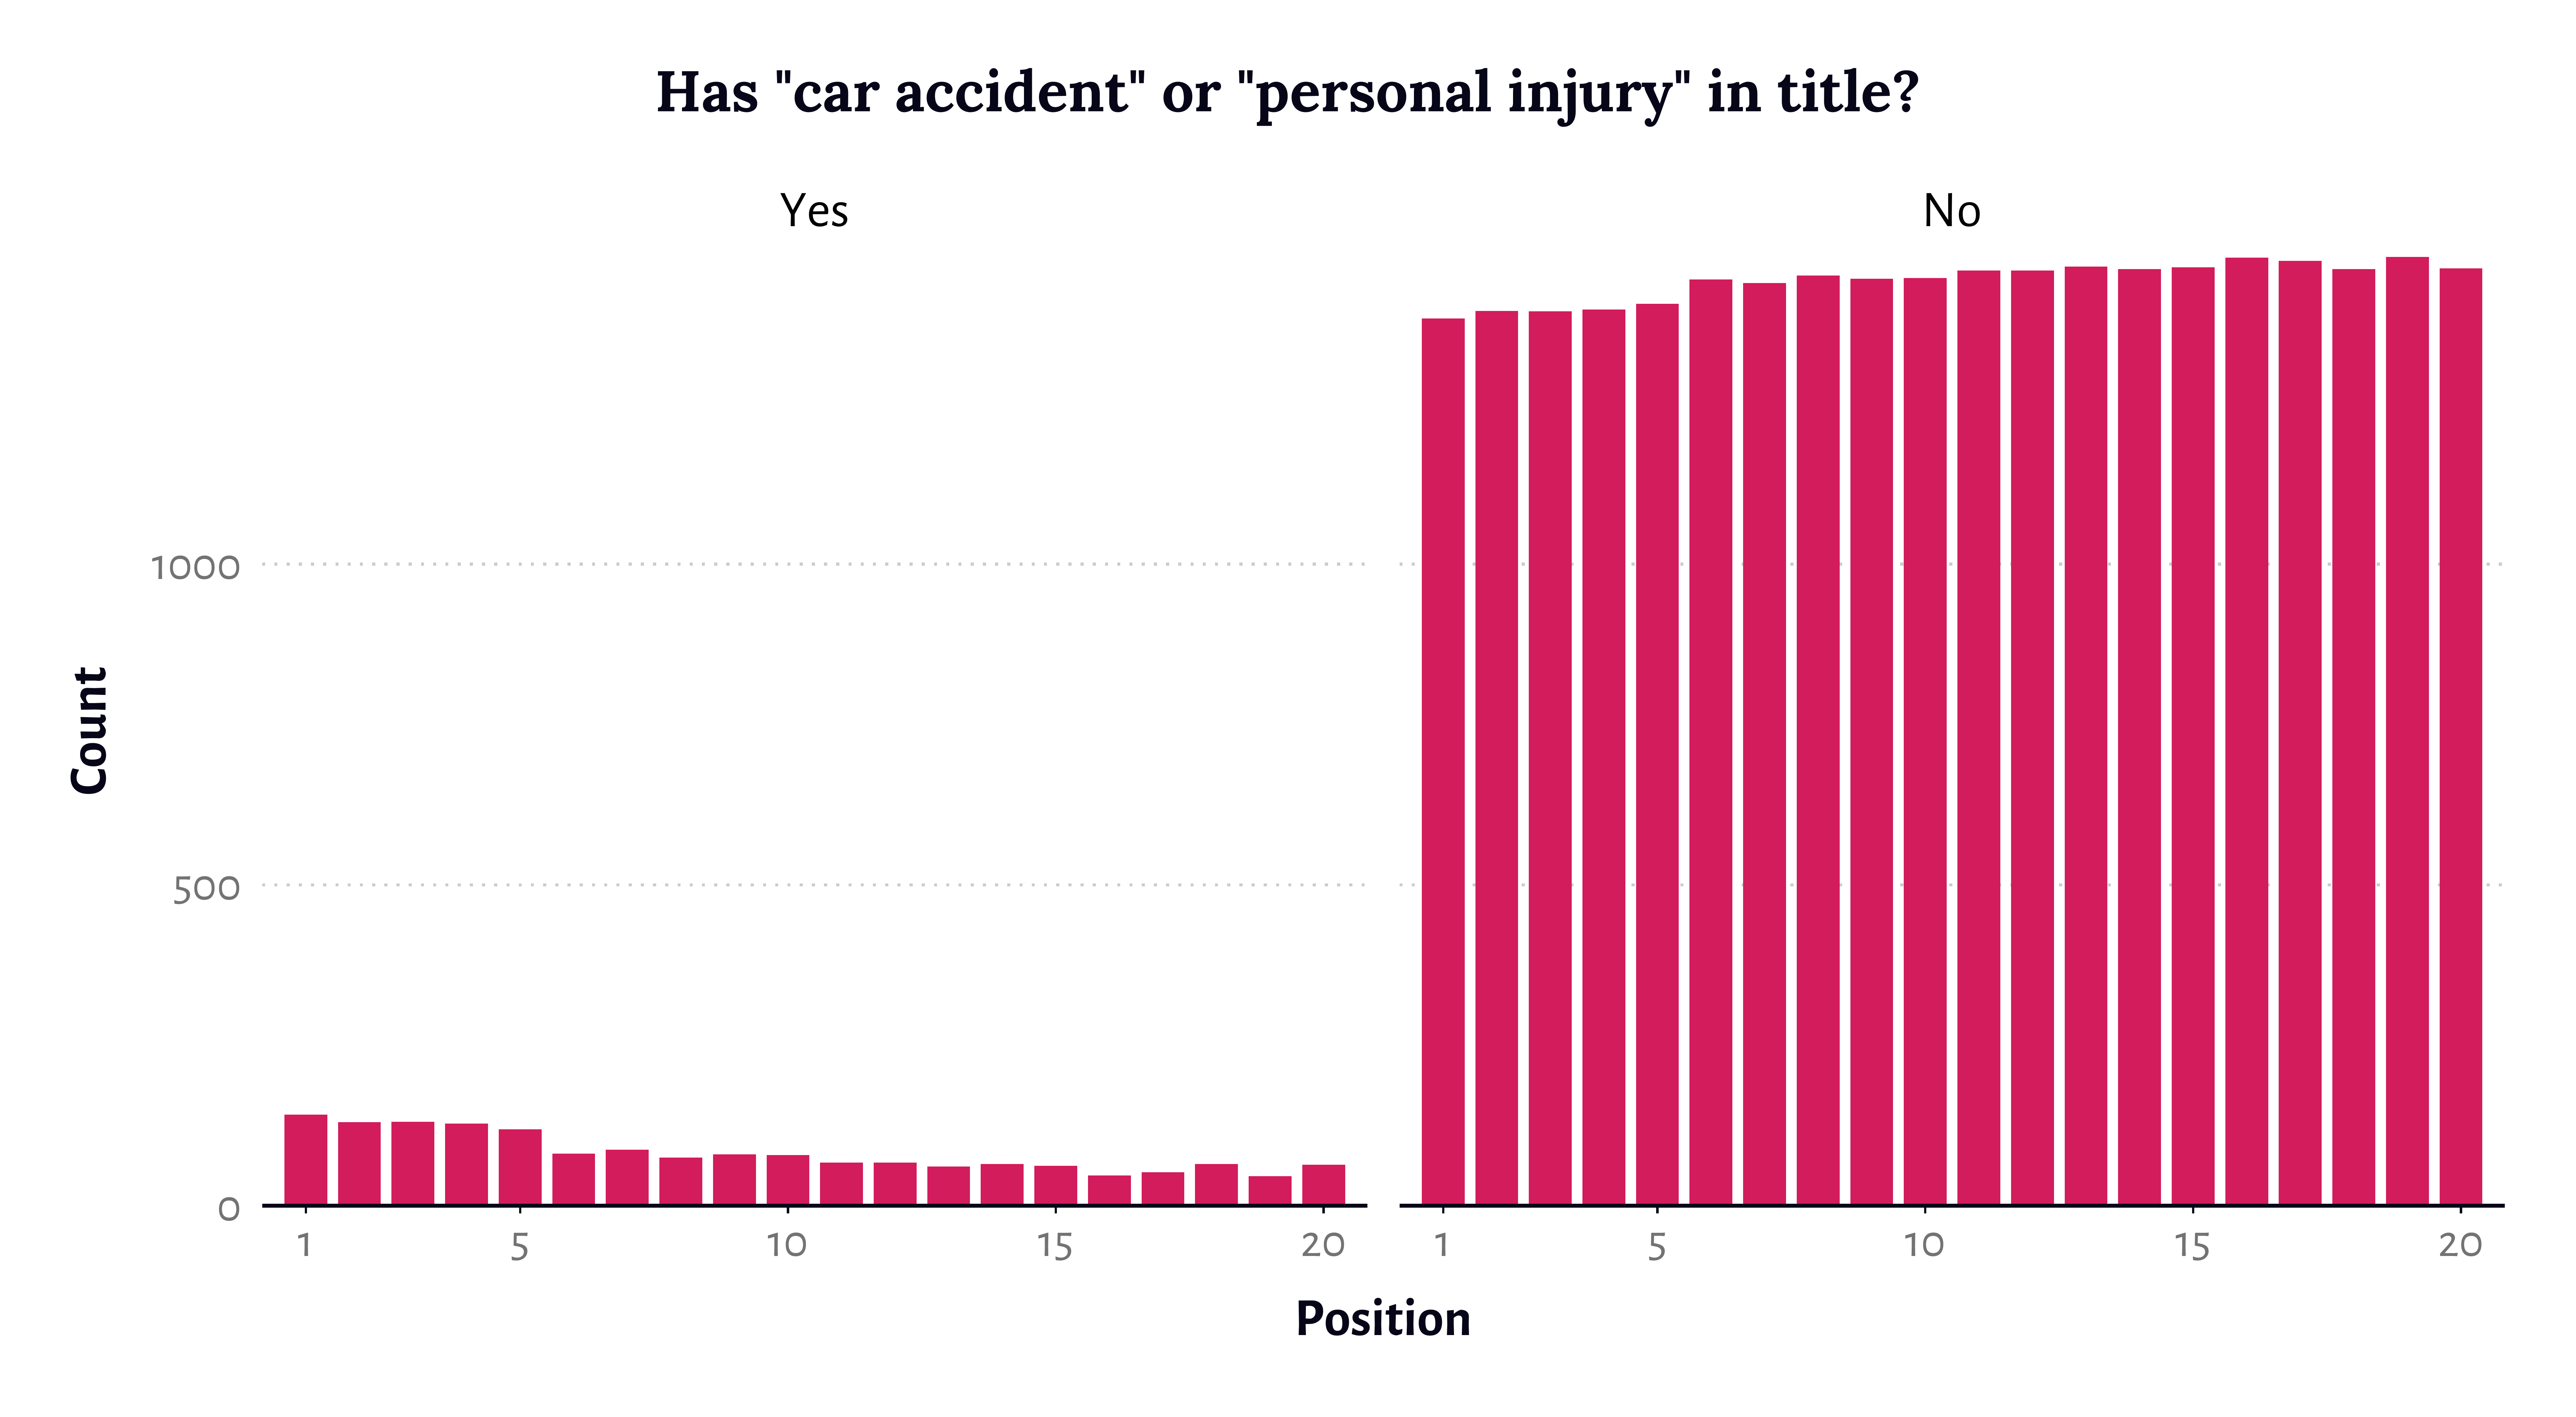 Has "car accident" or "personal injury" in title?
Yes
No
1000
500
0
Count
1 5 10 15 20
1 5 10 15 20
Position